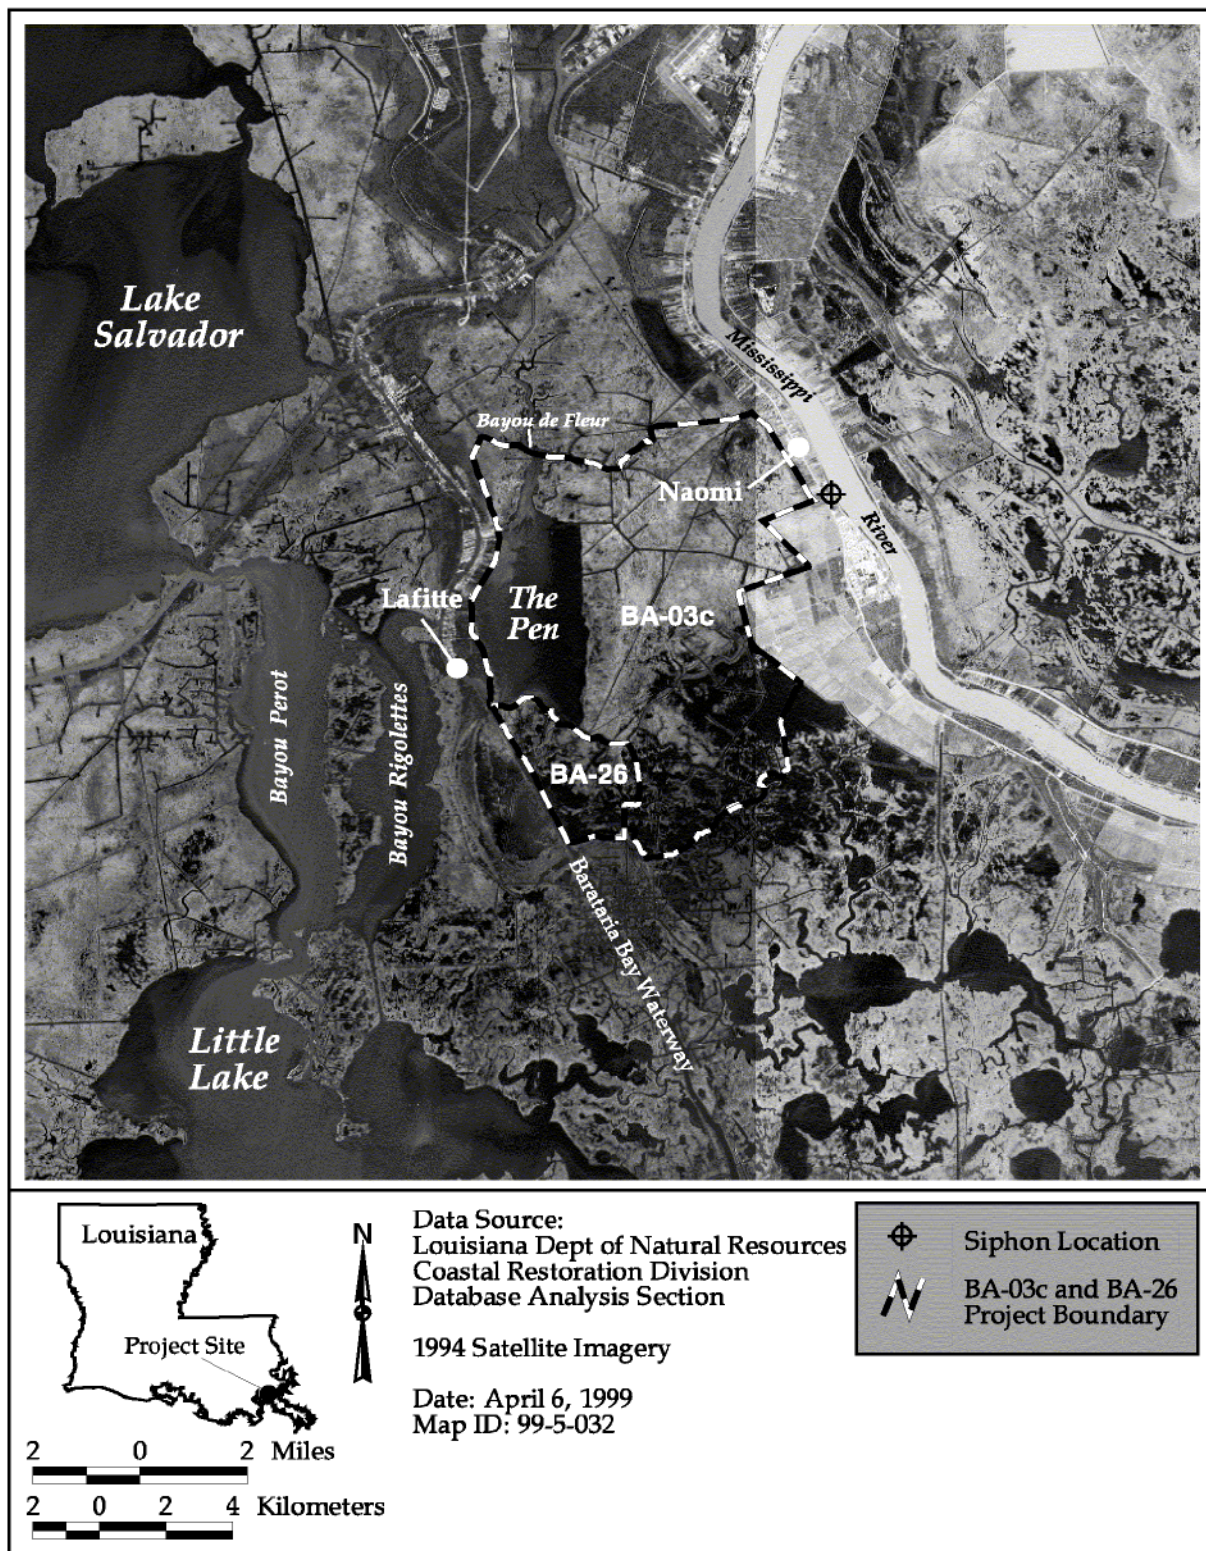 Lake
Salvador
Mississippi
River
Bayou de Fleur
Naomi
Lafitte
The
Pen
BA-03c
Bayou Perot
Bayou Rigolettes
BA-26
Barataria Bay Waterway
Little
Lake
Louisiana
Project Site
2 0 2 Miles
2 0 2 4 Kilometers
N
Data Source:
Louisiana Dept of Natural Resources
Coastal Restoration Division
Database Analysis Section
1994 Satellite Imagery
Date: April 6, 1999
Map ID: 99-5-032
Siphon Location
BA-03c and BA-26
Project Boundary